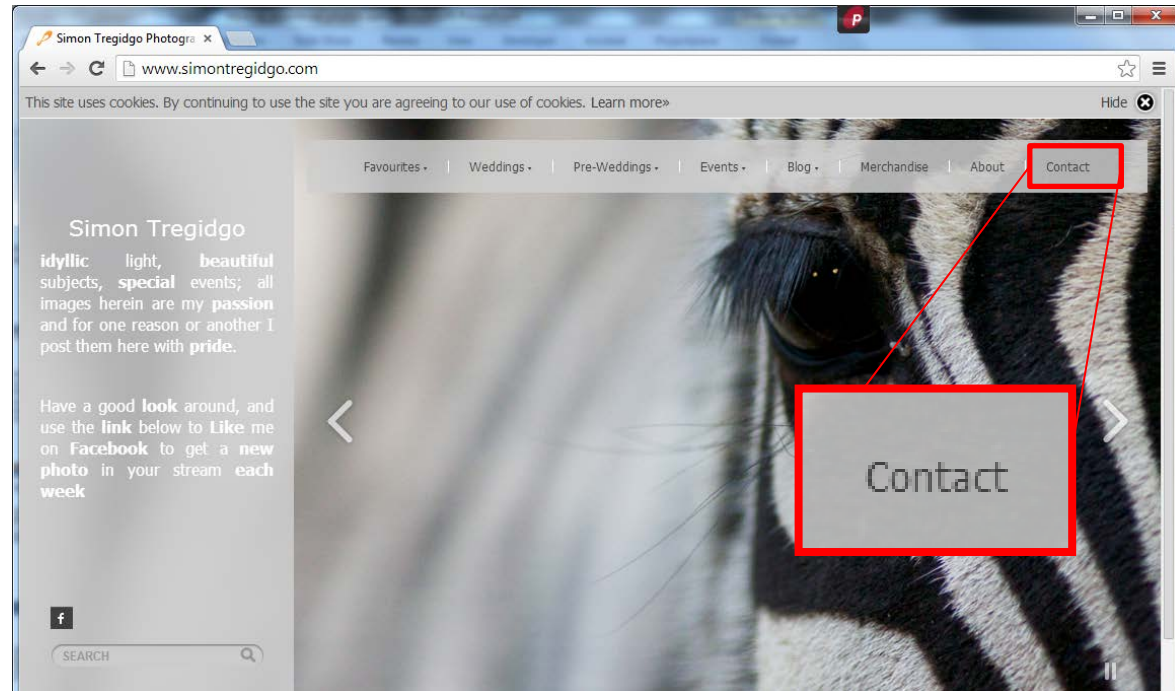 Simon Tregidgo Photogra
www.simontregidgo.com
This site uses cookies. By continuing to use the site you are agreeing to our use of cookies. Learn more»
Hide
Favourites
Weddings
Pre-Weddings
Events
Blog
Merchandise
About
Contact
Simon Tregidgo
idyllic light, beautiful
subjects, special events; all
images herein are my passion
and for one reason or another I
post them here with pride.
Have a good look around, and
use the link below to Like me
on Facebook to get a new
photo in your stream each
week
Contact
f
SEARCH